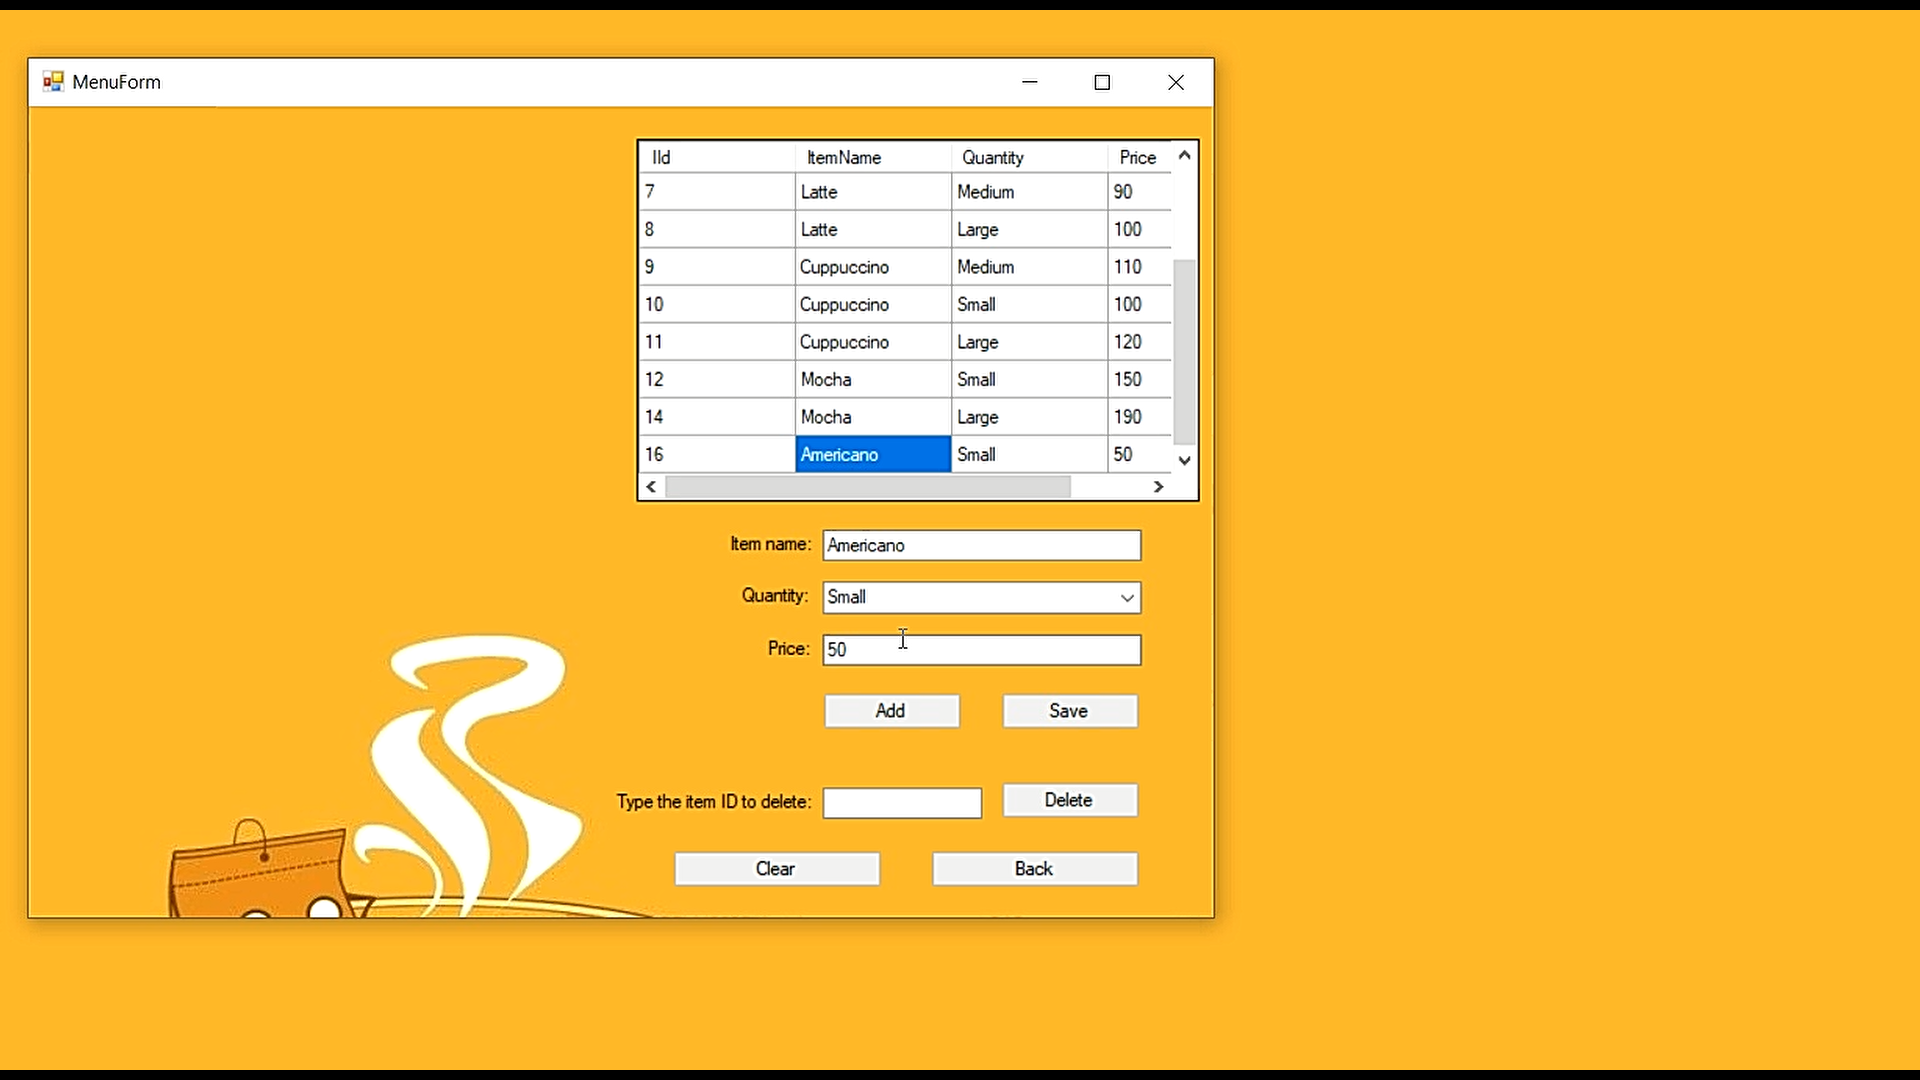 MenuForm
IId ItemName Quantity Price
7 Latte Medium 90
8 Latte Large 100
9 Cuppuccino Medium 110
10 Cuppuccino Small 100
11 Cuppuccino Large 120
12 Mocha Small 150
14 Mocha Large 190
16 Americano Small 50
Item name: Americano
Quantity: Small
Price: 50
Add Save
Type the item ID to delete: Delete
Clear Back